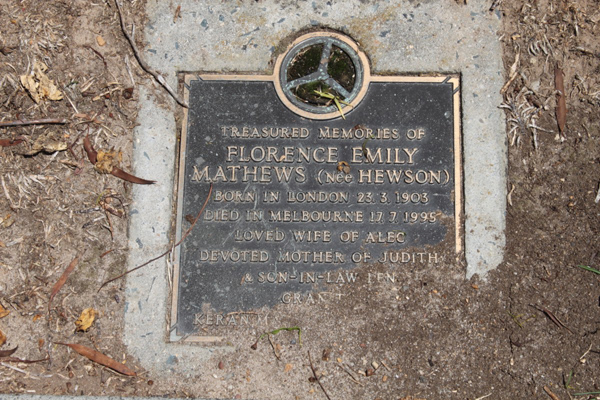 TREASURED MEMORIES OF
FLORENCE EMILY
MATHEWS (née HEWSON)
BORN IN LONDON 23 3 1903
DIED IN MELBOURNE 17 7 1995
LOVED WIFE OF ALEC
DEVOTED MOTHER OF JUDITH
& SON-IN-LAW LEN